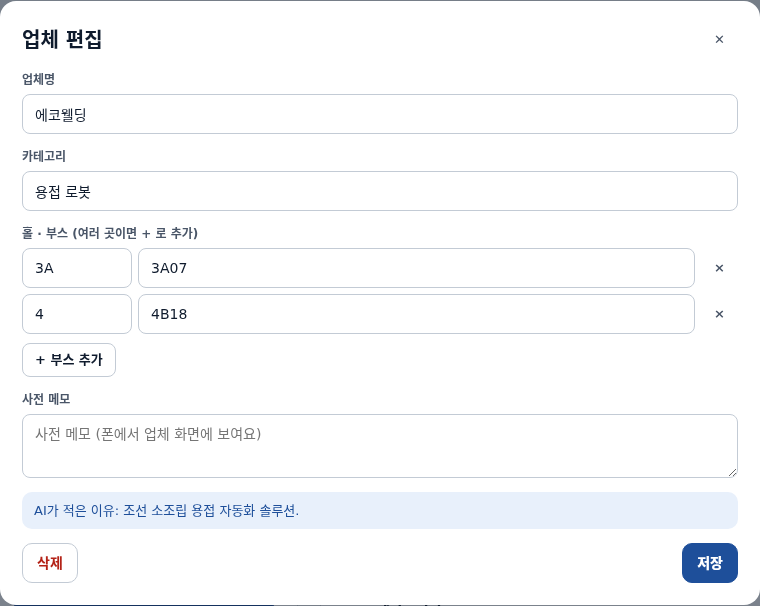 업체 편집
×
업체명
에코웰딩
카테고리
용접 로봇
홀 · 부스 (여러 곳이면 + 로 추가)
3A 3A07 ×
4 4B18 ×
+ 부스 추가
사전 메모
사전 메모 (폰에서 업체 화면에 보여요)
AI가 적은 이유: 조선 소조립 용접 자동화 솔루션.
삭제 저장